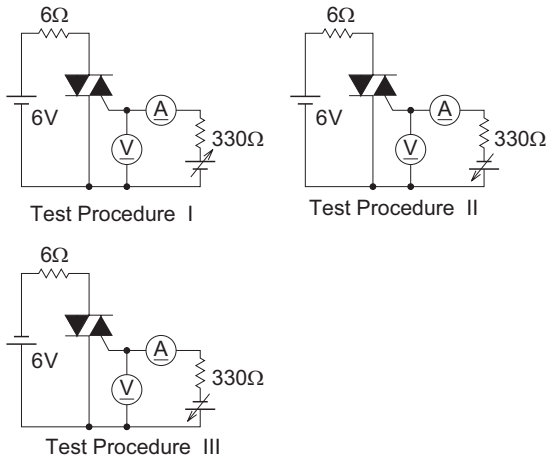 6Ω
6V
A
V
330Ω
Test Procedure I
6Ω
6V
A
V
330Ω
Test Procedure II
6Ω
6V
A
V
330Ω
Test Procedure III